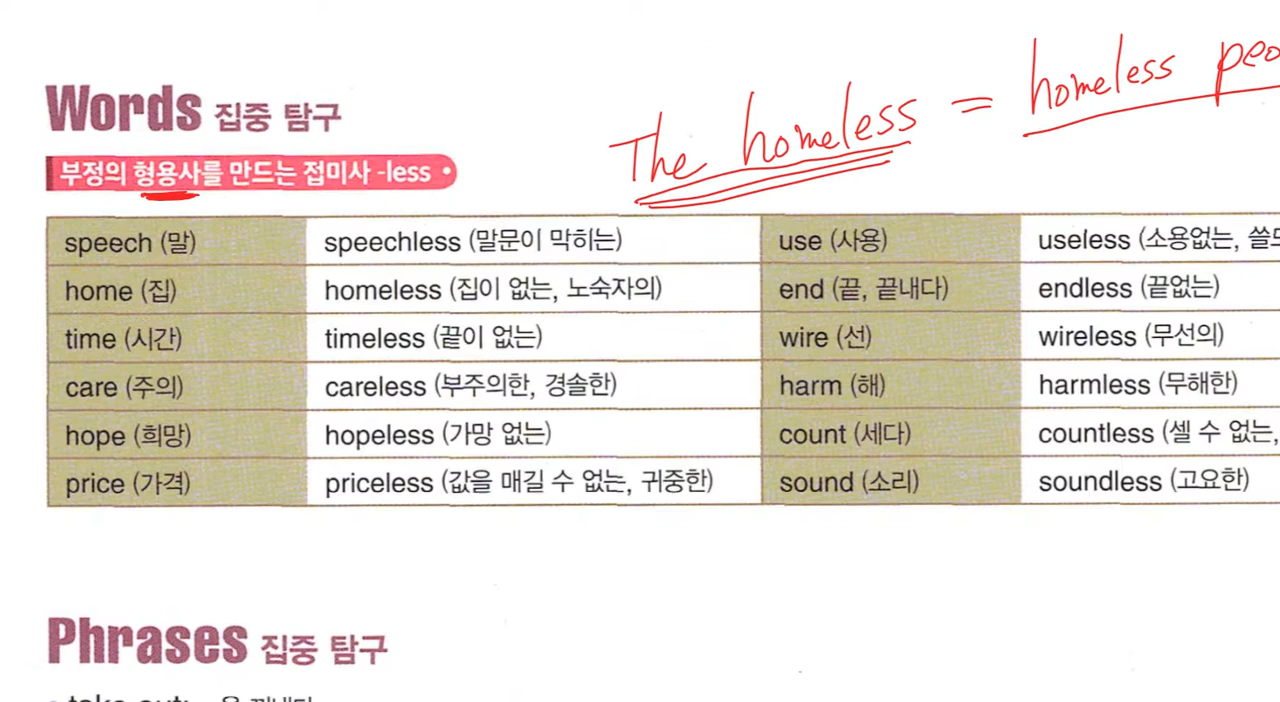 The homeless = homeless peo
Words 집중 탐구
부정의 형용사를 만드는 접미사 -less
speech (말) speechless (말문이 막히는) use (사용) useless (소용없는,
home (집) homeless (집이 없는, 노숙자의) end (끝, 끝내다) endless (끝없는)
time (시간) timeless (끝이 없는) wire (선) wireless (무선의)
care (주의) careless (부주의한, 경솔한) harm (해) harmless (무해한)
hope (희망) hopeless (가망 없는) count (세다) countless (셀 수 없는,
price (가격) priceless (값을 매길 수 없는, 귀중한) sound (소리) soundless (고요한)
Phrases 집중 탐구